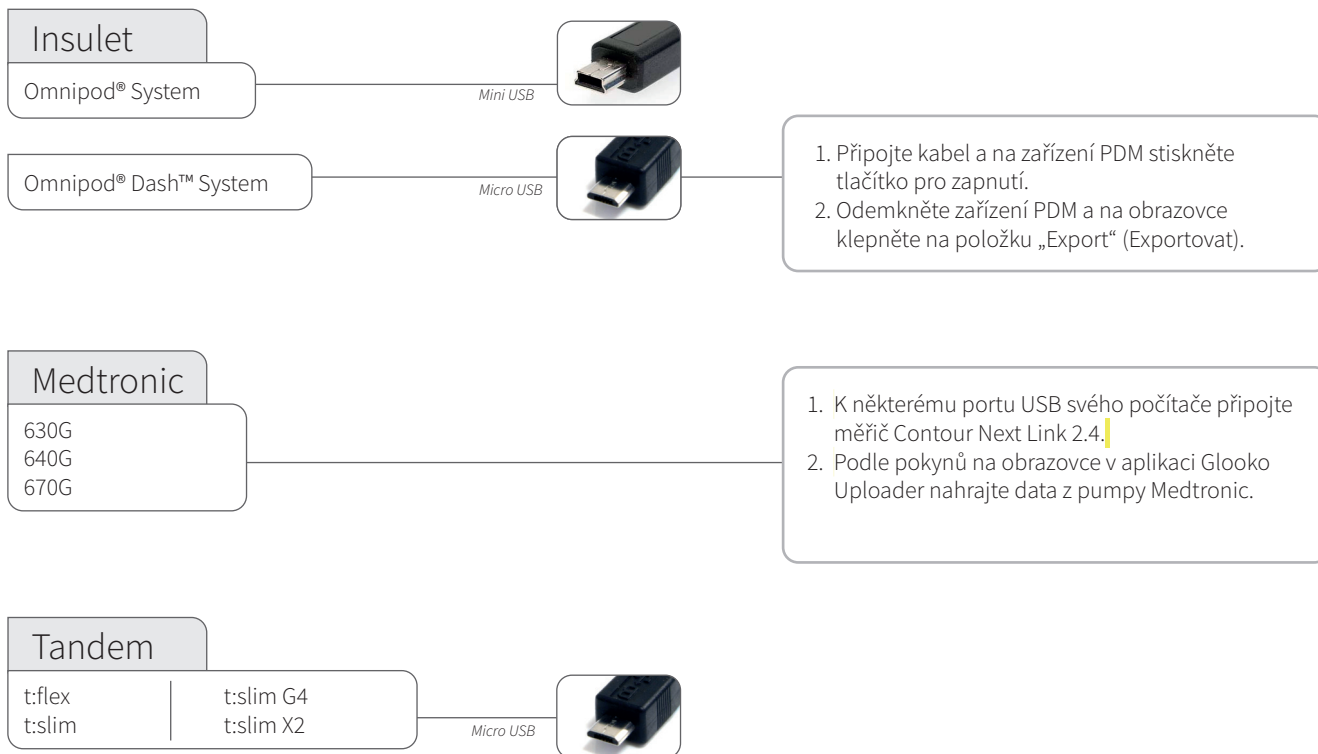 Insulet
Omnipod® System
Mini USB
Omnipod® Dash™ System
Micro USB
1. Připojte kabel a na zařízení PDM stiskněte
tlačítko pro zapnutí.
2. Odemkněte zařízení PDM a na obrazovce
klepněte na položku „Export“ (Exportovat).
Medtronic
630G
640G
670G
1. K některému portu USB svého počítače připojte
měřič Contour Next Link 2.4.
2. Podle pokynů na obrazovce v aplikaci Glooko
Uploader nahrajte data z pumpy Medtronic.
Tandem
t:flex
t:slim
t:slim G4
t:slim X2
Micro USB